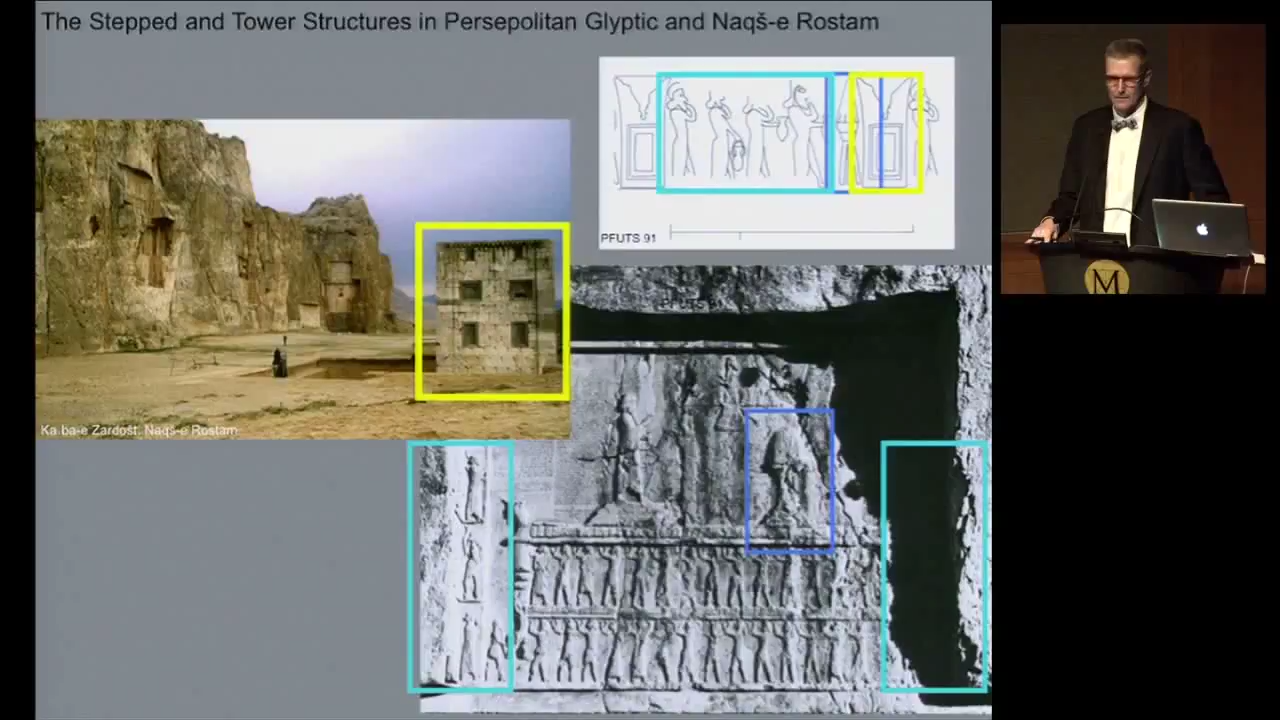 The Stepped and Tower Structures in Persepolitan Glyptic and Naqš-e Rostam
PFUTS 91
Ka ba-e Zardošt, Naqš-e Rostam
M